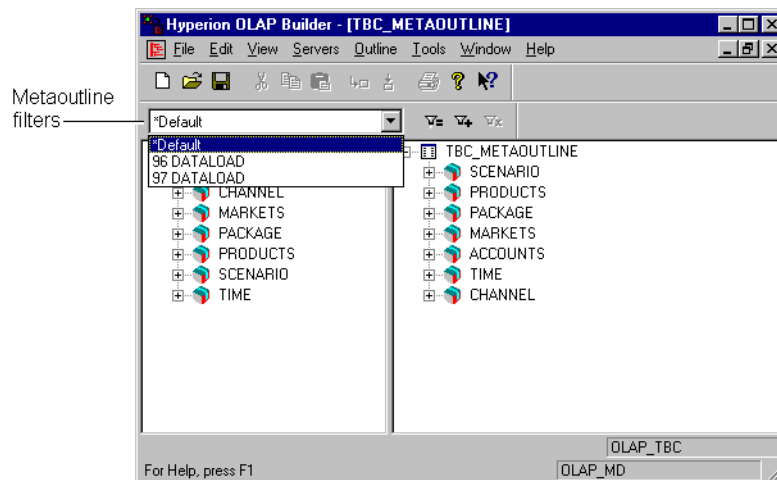 Hyperion OLAP Builder - [TBC_METAOUTLINE]
File Edit View Servers Outline Tools Window Help
Metaoutline
filters
*Default
*Default
96 DATALOAD
97 DATALOAD
CHANNEL
MARKETS
PACKAGE
PRODUCTS
SCENARIO
TIME
TBC_METAOUTLINE
SCENARIO
PRODUCTS
PACKAGE
MARKETS
ACCOUNTS
TIME
CHANNEL
OLAP_TBC
For Help, press F1
OLAP_MD